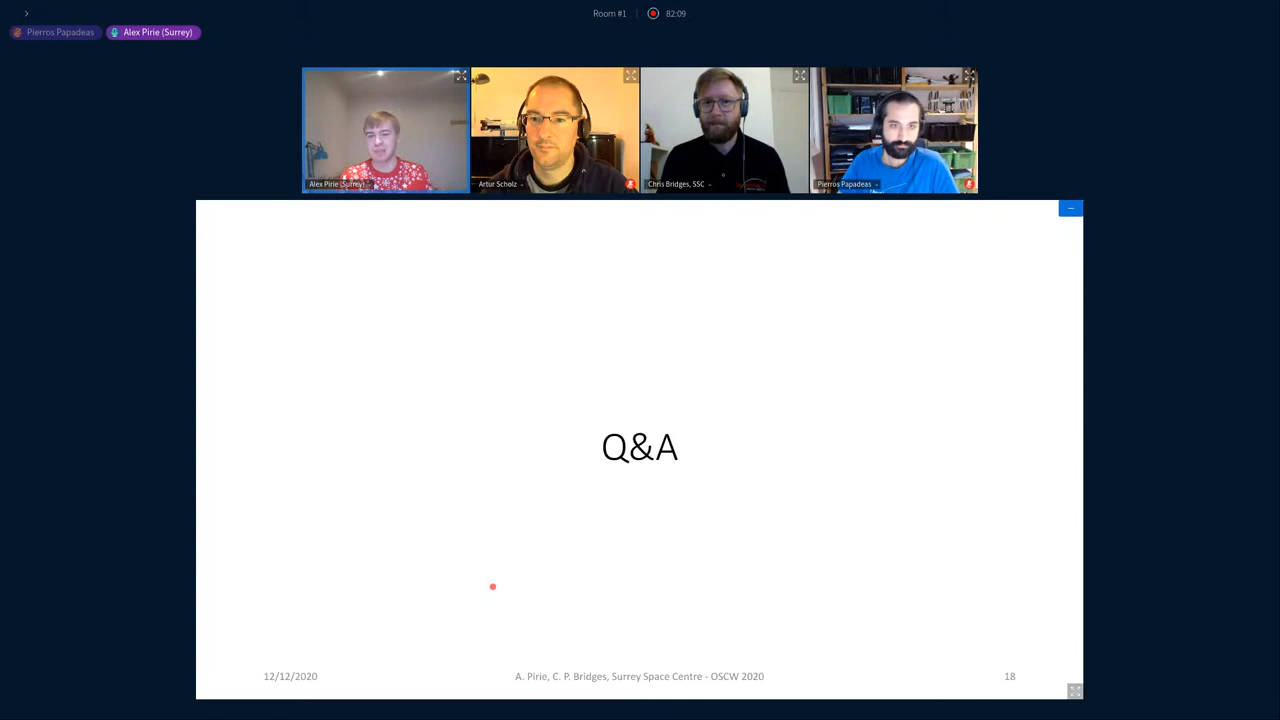 Room #1
82:09
Pierros Papadeas
Alex Pirie (Surrey)
Alex Pirie (Surrey)
Artur Scholz
Chris Bridges, SSC
Pierros Papadeas
Q&A
12/12/2020
A. Pirie, C. P. Bridges, Surrey Space Centre - OSCW 2020
18